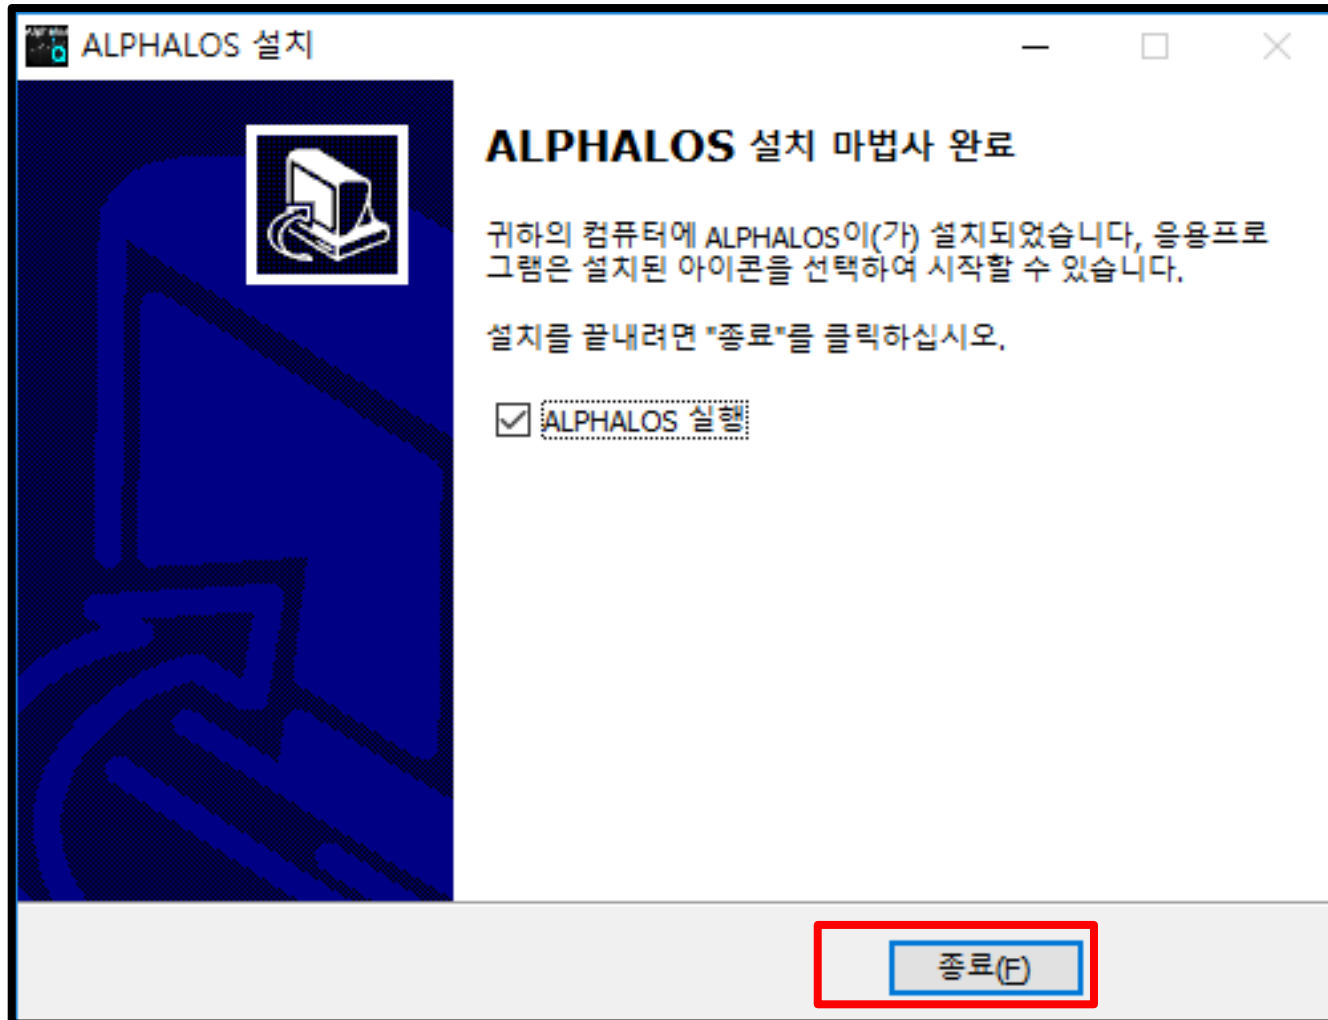 ALPHALOS 설치
ALPHALOS 설치 마법사 완료
귀하의 컴퓨터에 ALPHALOS이(가) 설치되었습니다, 응용프로
그램은 설치된 아이콘을 선택하여 시작할 수 있습니다.
설치를 끝내려면 "종료"를 클릭하십시오.
ALPHALOS 실행
종료(F)